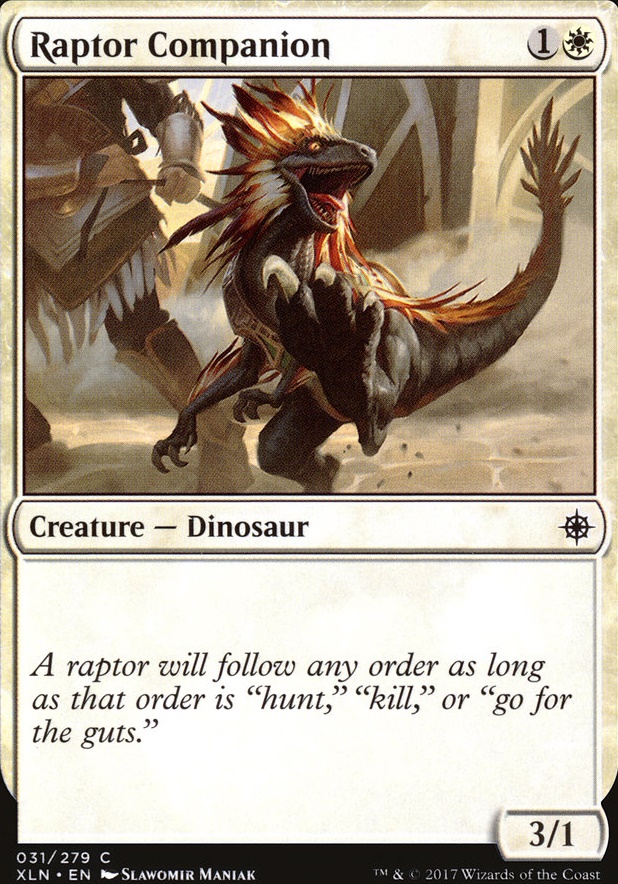 Raptor Companion 1
Creature — Dinosaur
A raptor will follow any order as long
as that order is “hunt,” “kill,” or “go for
the guts.”
3/1
031/279 C
XLN • EN Slawomir Maniak
™ & © 2017 Wizards of the Coast